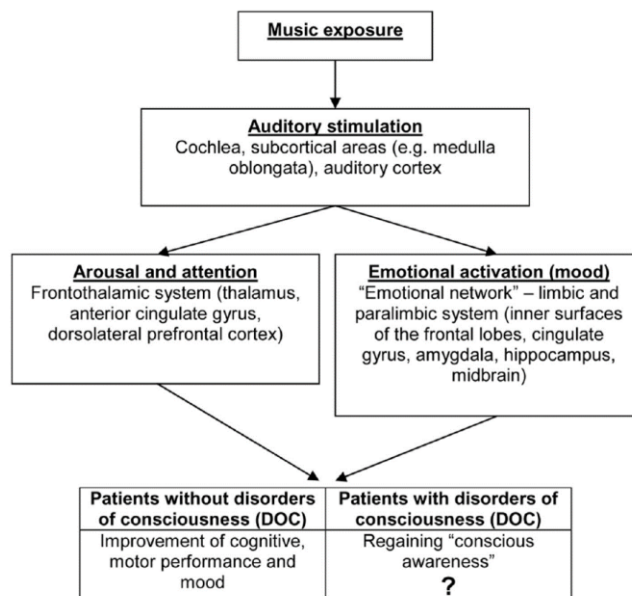 Music exposure
Auditory stimulation
Cochlea, subcortical areas (e.g. medulla
oblongata), auditory cortex
Arousal and attention
Frontothalamic system (thalamus,
anterior cingulate gyrus,
dorsolateral prefrontal cortex)
Emotional activation (mood)
“Emotional network” – limbic and
paralimbic system (inner surfaces
of the frontal lobes, cingulate
gyrus, amygdala, hippocampus,
midbrain)
Patients without disorders
of consciousness (DOC)
Improvement of cognitive,
motor performance and
mood
Patients with disorders of
consciousness (DOC)
Regaining “conscious
awareness”
?